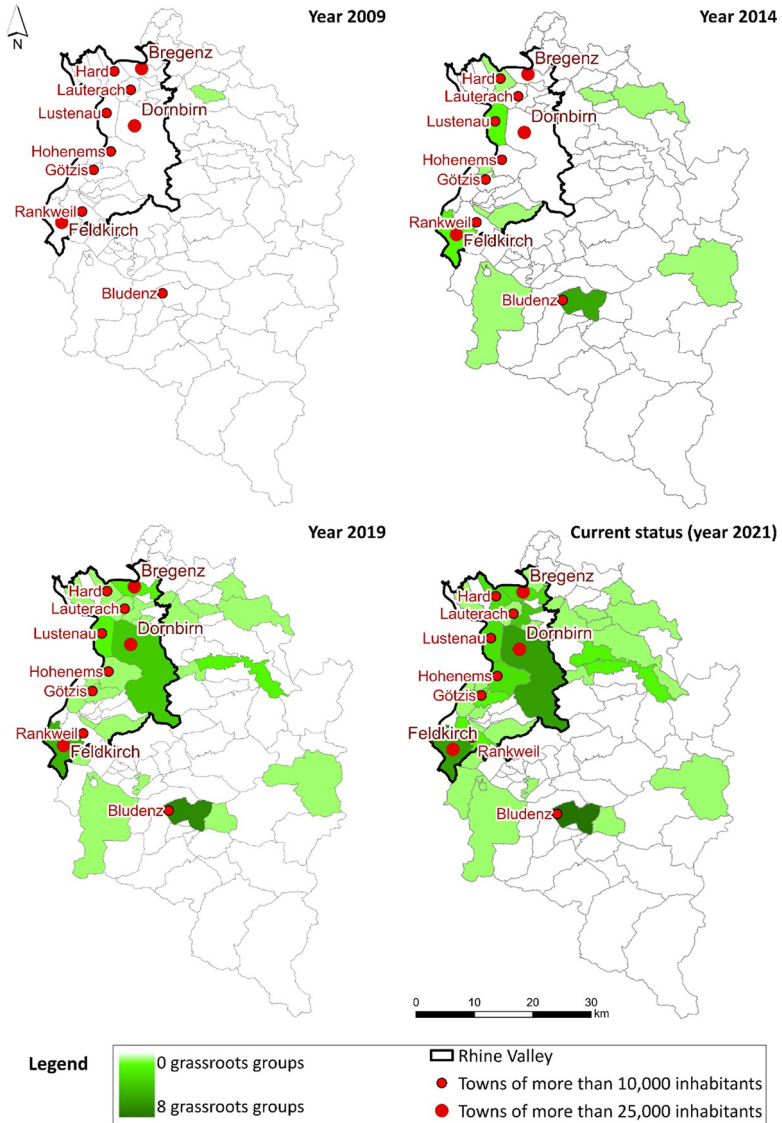 N
Year 2009
Bregenz
Hard
Lauterach
Lustenau
Dornbirn
Hohenems
Götzis
Rankweil
Feldkirch
Bludenz
Year 2014
Bregenz
Hard
Lauterach
Lustenau
Dornbirn
Hohenems
Götzis
Rankweil
Feldkirch
Bludenz
Year 2019
Bregenz
Hard
Lauterach
Lustenau
Dornbirn
Hohenems
Götzis
Rankweil
Feldkirch
Bludenz
Current status (year 2021)
Bregenz
Hard
Lauterach
Lustenau
Dornbirn
Hohenems
Götzis
Feldkirch
Rankweil
Bludenz
0 10 20 30
km
Legend
0 grassroots groups
8 grassroots groups
Rhine Valley
Towns of more than 10,000 inhabitants
Towns of more than 25,000 inhabitants